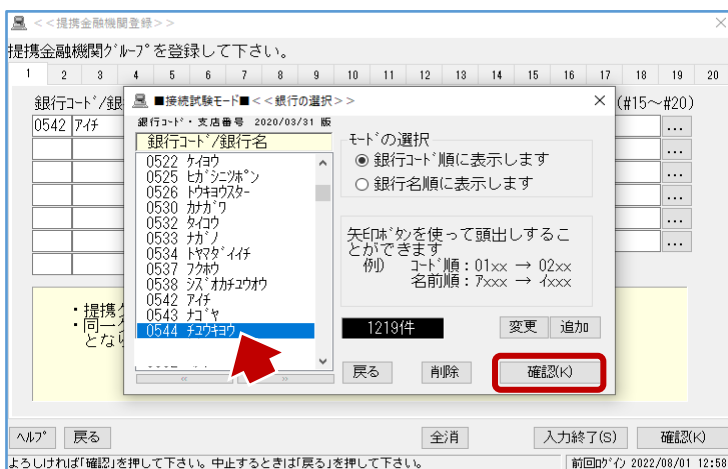 <<提携金融機関登録>>
提携金融機関ｸﾞﾙｰﾌﾟを登録して下さい。
1 2 3 4 5 6 7 8 9 10 11 12 13 14 15 16 17 18 19 20
銀行ｺｰﾄﾞ/銀
(#15～#20)
0542 ｱｲﾁ
...
...
...
...
...
...
■接続試験ﾓｰﾄﾞ■<<銀行の選択>>
銀行ｺｰﾄﾞ・支店番号 2020/03/31 版
銀行ｺｰﾄﾞ/銀行名
0522 ｹｲﾖｳ
0525 ﾋｶﾞｼﾆﾂﾎﾟﾝ
0526 ﾄｳｷﾖｳｽﾀｰ
0530 ｶﾅｶﾞﾜ
0532 ﾀｲｺｳ
0533 ﾅｶﾞﾉ
0534 ﾄﾔﾏﾀﾞｲｲﾁ
0537 ﾌｸﾎｳ
0538 ｼｽﾞｵｶﾁﾕｳｵｳ
0542 ｱｲﾁ
0543 ﾅｺﾞﾔ
0544 ﾁﾕｳｷﾖｳ
ﾓｰﾄﾞの選択
銀行ｺｰﾄﾞ順に表示します
銀行名順に表示します
矢印ﾎﾞﾀﾝを使って頭出しするこ
とができます
例) ｺｰﾄﾞ順：01xx → 02xx
名前順：ｱxxx → ｲxxx
1219件
変更 追加
戻る 削除 確認(K)
・提携
・同一
とな
ﾍﾙﾌﾟ 戻る 全消 入力終了(S) 確認(K)
よろしければ「確認」を押して下さい。中止するときは「戻る」を押して下さい。
前回ﾛｸﾞｲﾝ 2022/08/01 12:58